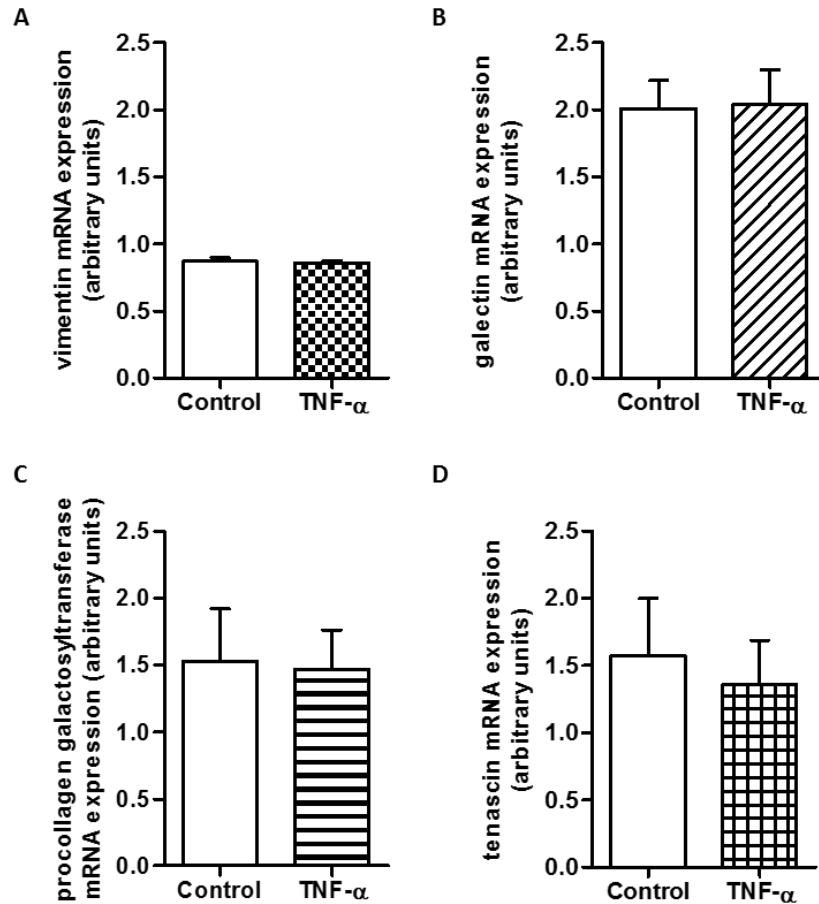 A
vimentin mRNA expression
(arbitrary units)
2.5
2.0
1.5
1.0
0.5
0.0
Control
TNF-α
B
galectin mRNA expression
(arbitrary units)
2.5
2.0
1.5
1.0
0.5
0.0
Control
TNF-α
C
procollagen galactosyltransferase
mRNA expression (arbitrary units)
2.5
2.0
1.5
1.0
0.5
0.0
Control
TNF-α
D
tenascin mRNA expression
(arbitrary units)
2.5
2.0
1.5
1.0
0.5
0.0
Control
TNF-α